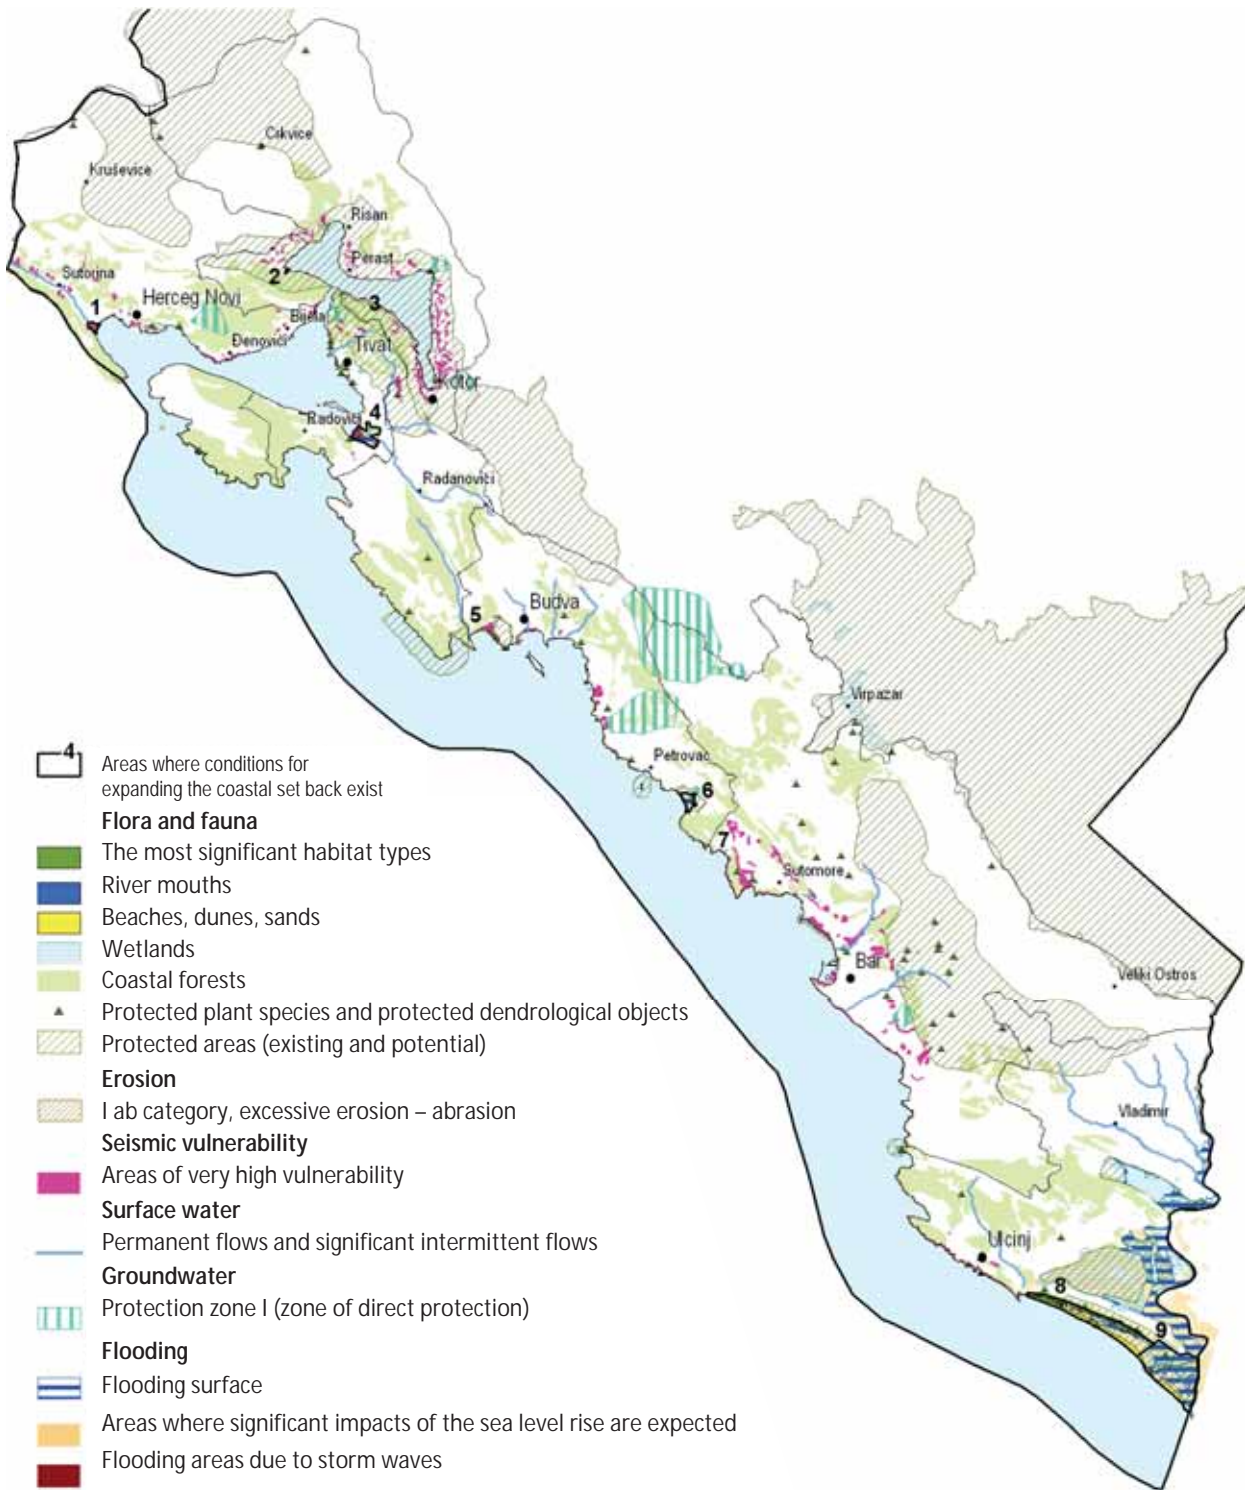 Crkvice
Kruševice
Risan
Perast
2
Sutorina
3
1
Herceg Novi
Bijela
Đenovići
Tivat
Kotor
4
Radovići
Radanovići
5
Budva
Virpazar
Petrovac
6
7
Sutomore
Bar
Veliki Ostros
Vladimir
Ulcinj
8
9
4
Areas where conditions for
expanding the coastal set back exist
Flora and fauna
The most significant habitat types
River mouths
Beaches, dunes, sands
Wetlands
Coastal forests
Protected plant species and protected dendrological objects
Protected areas (existing and potential)
Erosion
I ab category, excessive erosion – abrasion
Seismic vulnerability
Areas of very high vulnerability
Surface water
Permanent flows and significant intermittent flows
Groundwater
Protection zone I (zone of direct protection)
Flooding
Flooding surface
Areas where significant impacts of the sea level rise are expected
Flooding areas due to storm waves